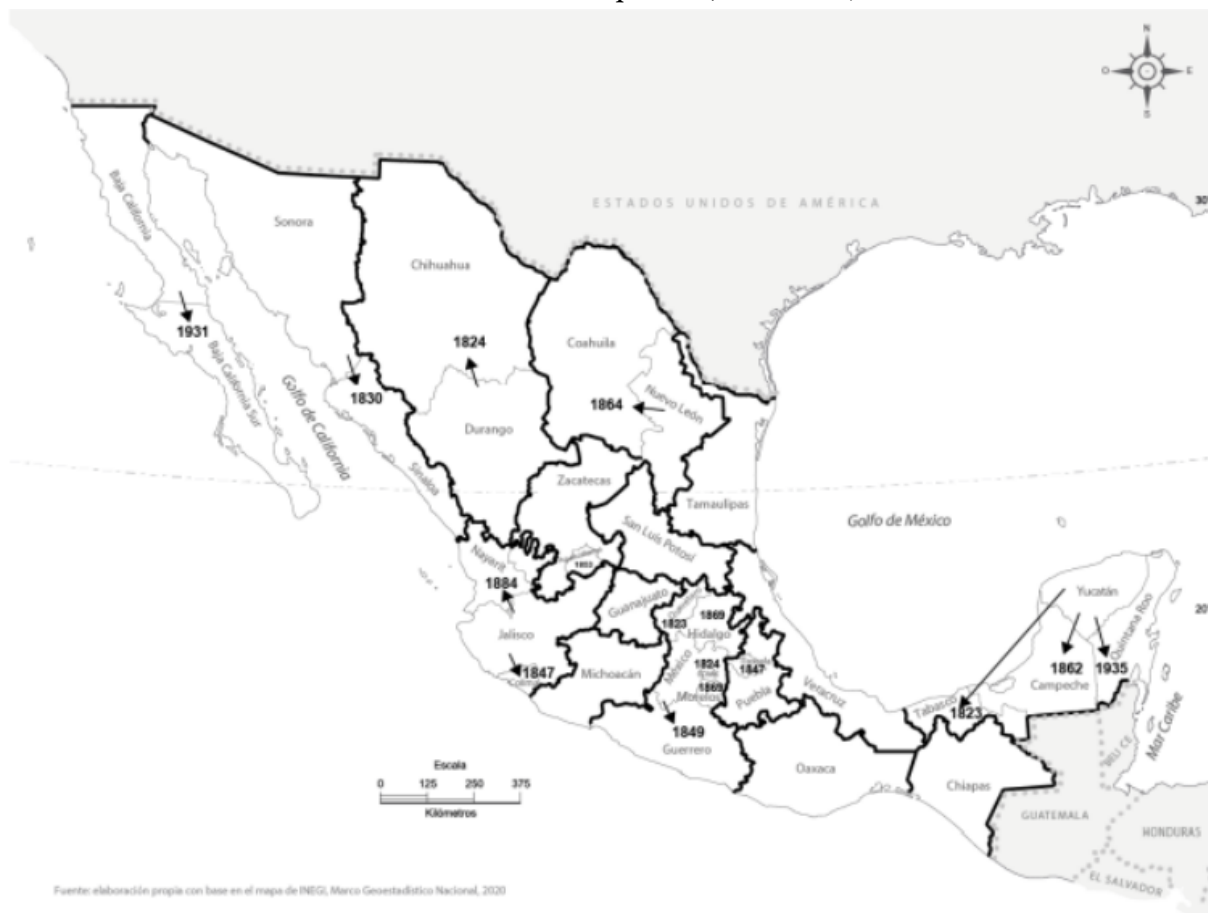 N
O
E
S
ESTADOS UNIDOS DE AMÉRICA
30°
Baja California
Sonora
Chihuahua
Coahuila
1931
Baja California Sur
Golfo de California
1824
1830
1864
Nuevo León
Durango
Sinaloa
Zacatecas
Tamaulipas
San Luis Potosí
Golfo de México
Nayarit
1884
Guanajuato
1823
1869
Hidalgo
Yucatán
Quintana Roo
20°
Jalisco
1847
Michoacán
México
1824
1869
Morelos
1847
Puebla
Veracruz
1862
Campeche
1935
Tabasco
1823
1849
Guerrero
Oaxaca
Chiapas
Mar Caribe
Escala
0 125 250 375
Kilómetros
GUATEMALA
HONDURAS
EL SALVADOR
Fuente: elaboración propia con base en el mapa de INEGI, Marco Geoestadístico Nacional, 2020